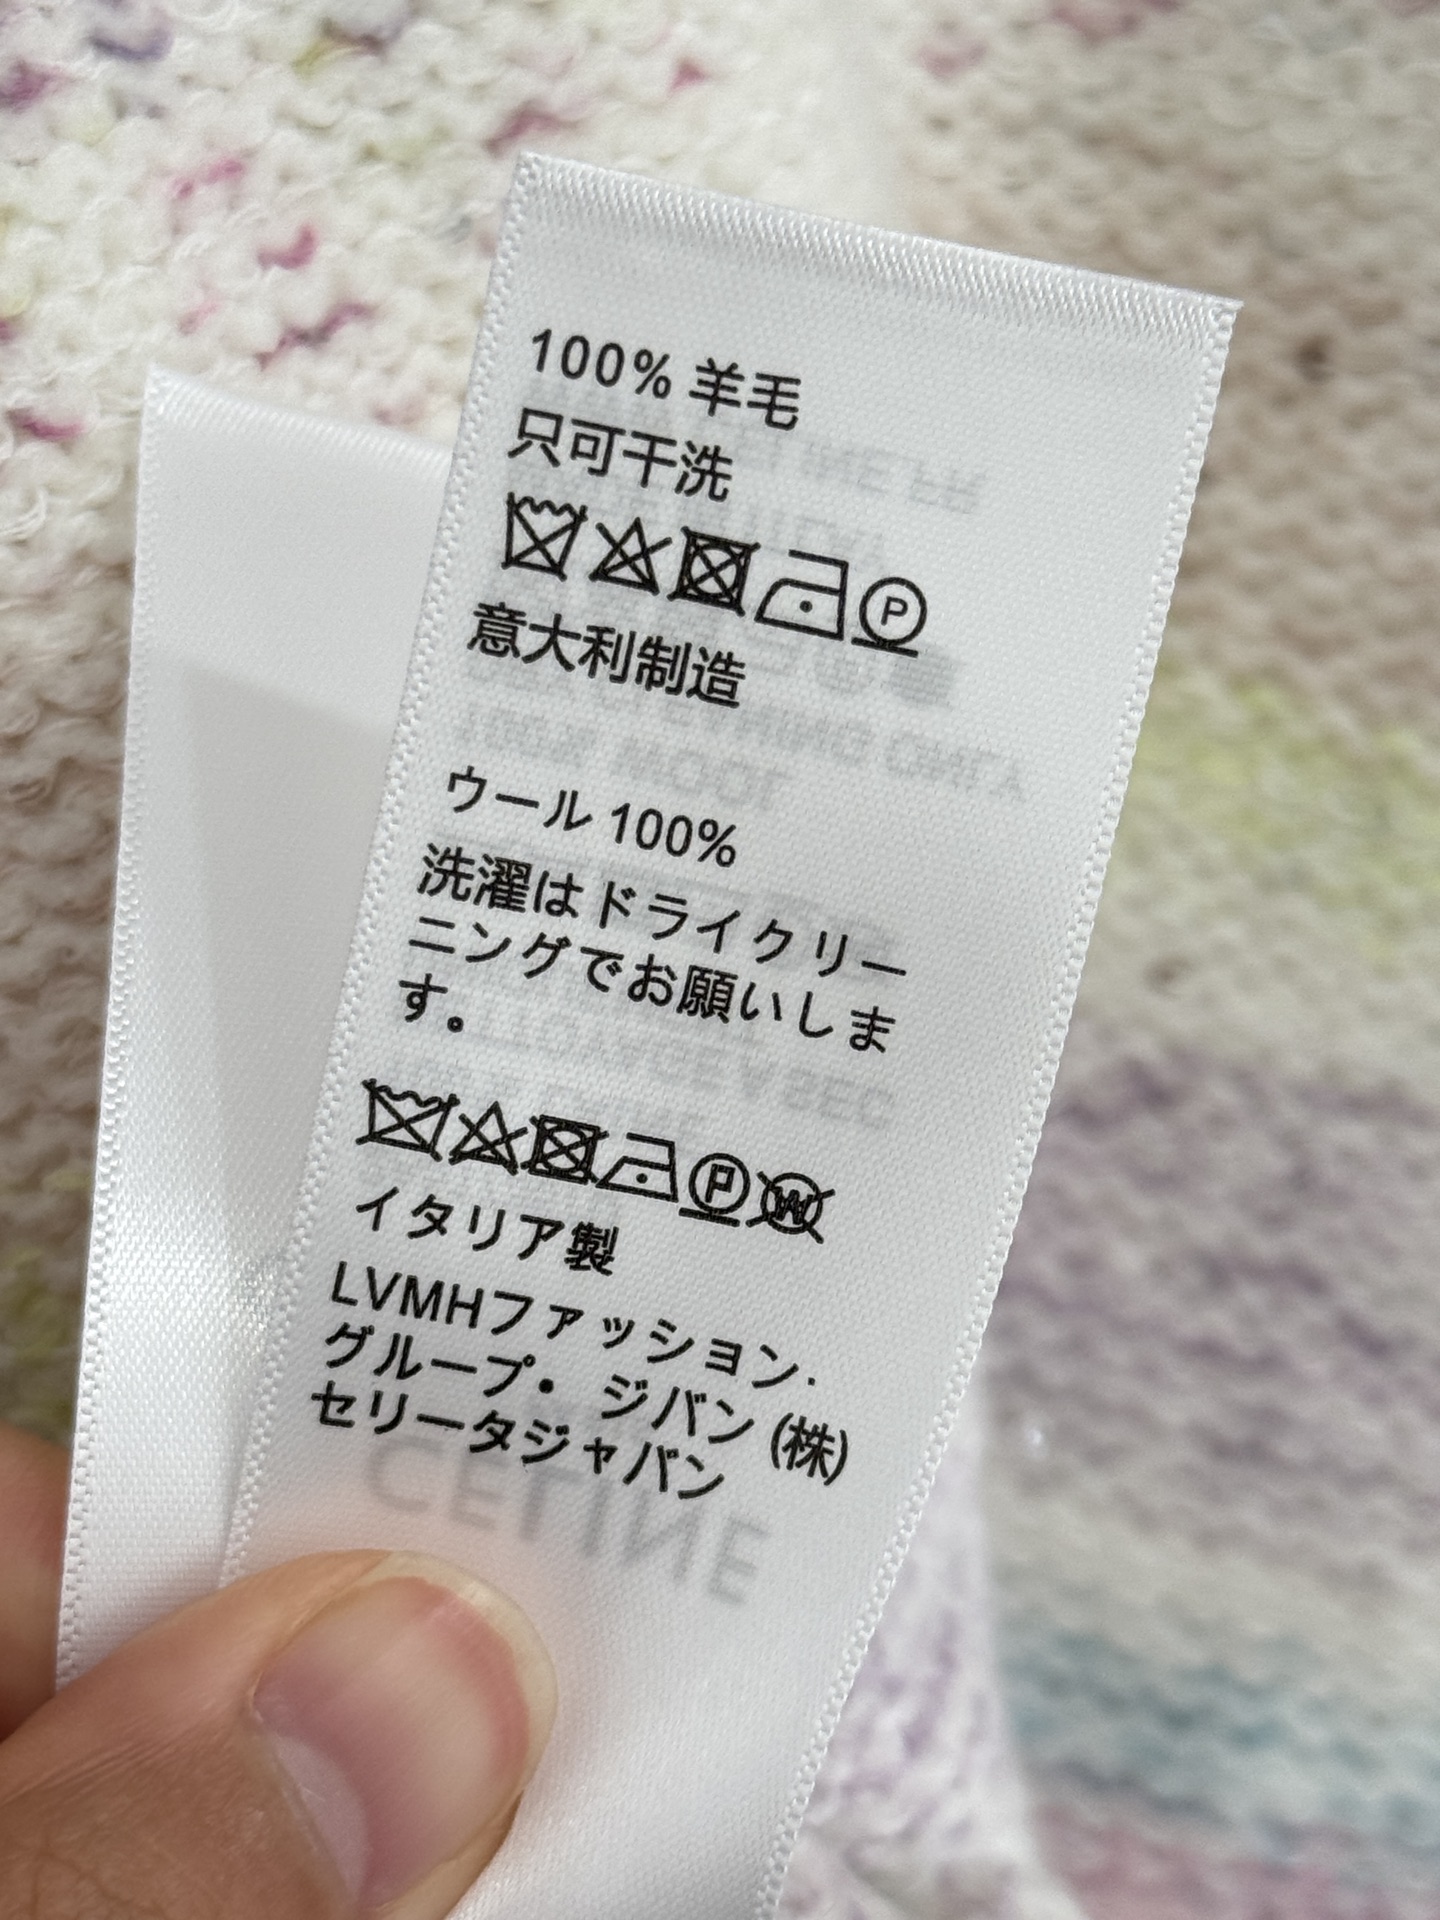 100% 羊毛
只可干洗
P
意大利制造
ウール 100%
洗濯はドライクリー
ニングでお願いしま
す。
P W
イタリア製
LVMHファッション.
グループ・ ジバン (株)
セリータジャバン
CELINE